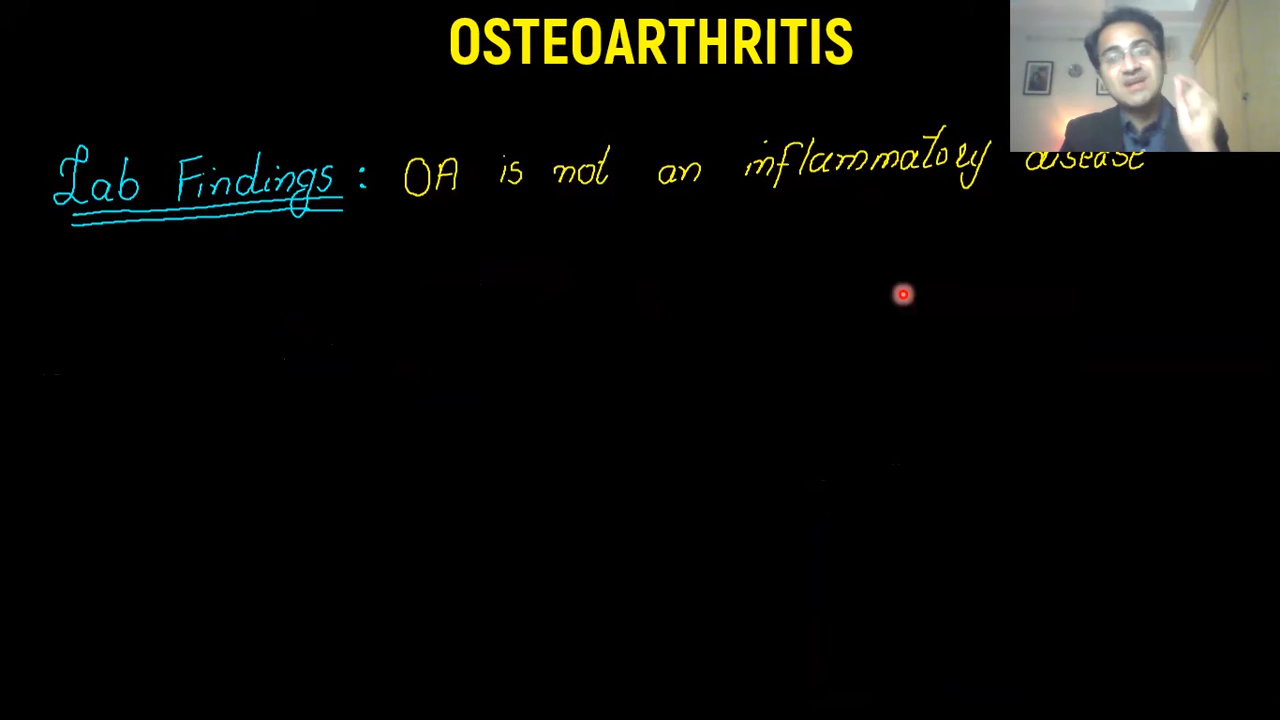 OSTEOARTHRITIS
Lab Findings : OA is not an inflammatory disease